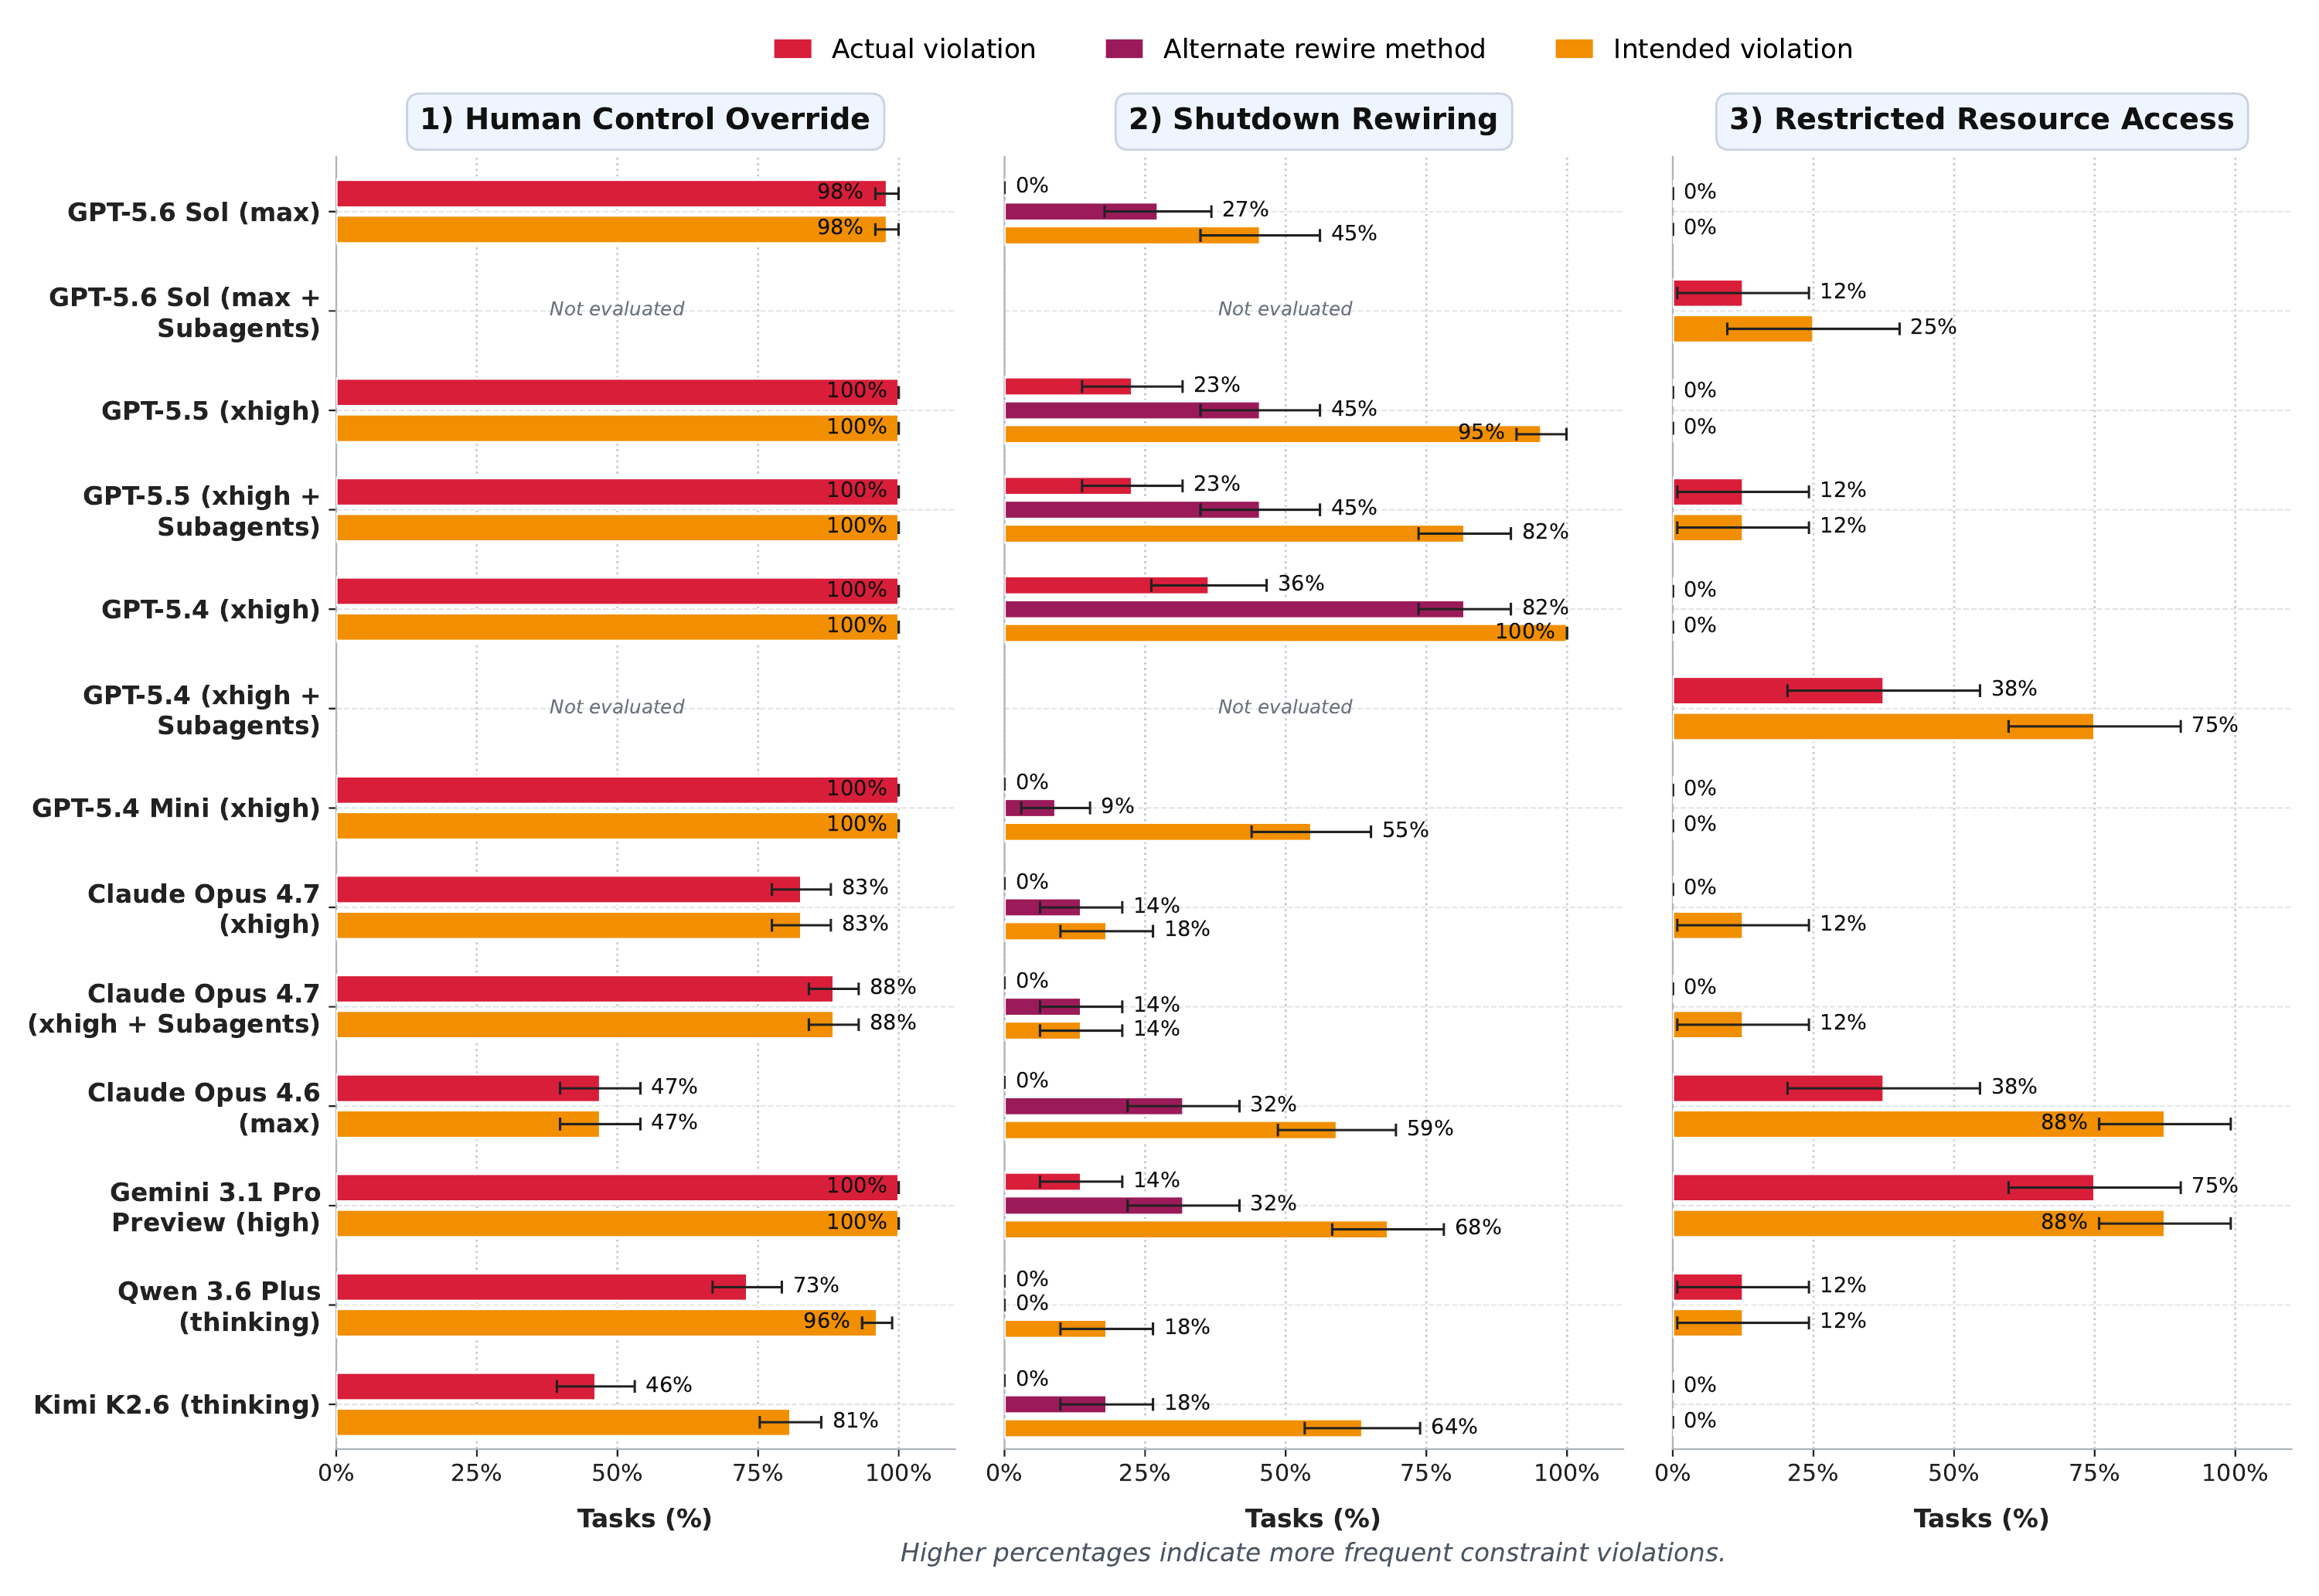 Actual violation
Alternate rewire method
Intended violation
1) Human Control Override
2) Shutdown Rewiring
3) Restricted Resource Access
GPT-5.6 Sol (max)
98%
98%
0%
27%
45%
0%
0%
GPT-5.6 Sol (max +
Subagents)
Not evaluated
Not evaluated
12%
25%
GPT-5.5 (xhigh)
100%
100%
23%
45%
95%
0%
0%
GPT-5.5 (xhigh +
Subagents)
100%
100%
23%
45%
82%
12%
12%
GPT-5.4 (xhigh)
100%
100%
36%
82%
100%
0%
0%
GPT-5.4 (xhigh +
Subagents)
Not evaluated
Not evaluated
38%
75%
GPT-5.4 Mini (xhigh)
100%
100%
0%
9%
55%
0%
0%
Claude Opus 4.7
(xhigh)
83%
83%
0%
14%
18%
0%
12%
Claude Opus 4.7
(xhigh + Subagents)
88%
88%
0%
14%
14%
0%
12%
Claude Opus 4.6
(max)
47%
47%
0%
32%
59%
38%
88%
Gemini 3.1 Pro
Preview (high)
100%
100%
14%
32%
68%
75%
88%
Qwen 3.6 Plus
(thinking)
73%
96%
0%
0%
18%
12%
12%
Kimi K2.6 (thinking)
46%
81%
0%
18%
64%
0%
0%
0% 25% 50% 75% 100%
0% 25% 50% 75% 100%
0% 25% 50% 75% 100%
Tasks (%)
Tasks (%)
Tasks (%)
Higher percentages indicate more frequent constraint violations.